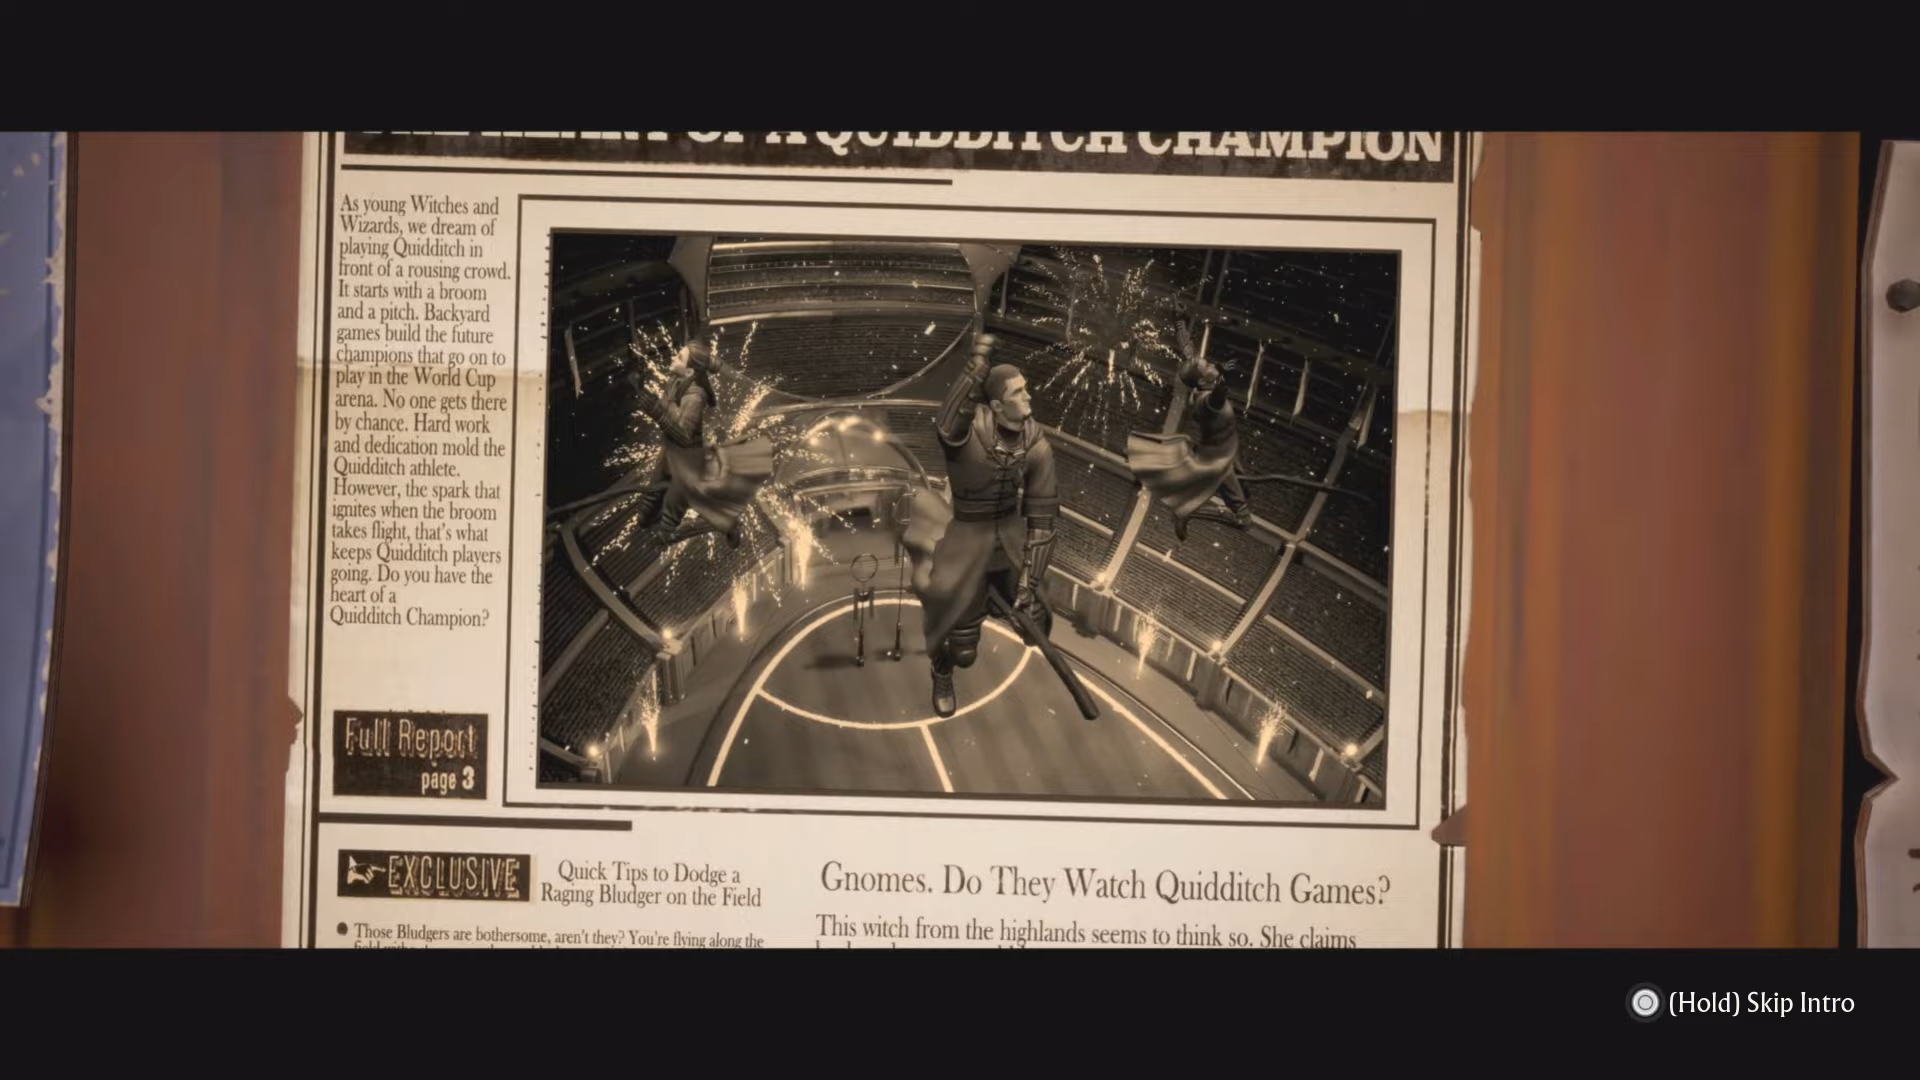 THE HEART OF A QUIDDITCH CHAMPION
As young Witches and
Wizards, we dream of
playing Quidditch in
front of a rousing crowd.
It starts with a broom
and a pitch. Backyard
games build the future
champions that go on to
play in the World Cup
arena. No one gets there
by chance. Hard work
and dedication mold the
Quidditch athlete.
However, the spark that
ignites when the broom
takes flight, that's what
keeps Quidditch players
going. Do you have the
heart of a
Quidditch Champion?
Full Report
page 3
EXCLUSIVE
Quick Tips to Dodge a
Raging Bludger on the Field
Those Bludgers are bothersome, aren't they? You're flying along the
Gnomes. Do They Watch Quidditch Games?
This witch from the highlands seems to think so. She claims
(Hold) Skip Intro